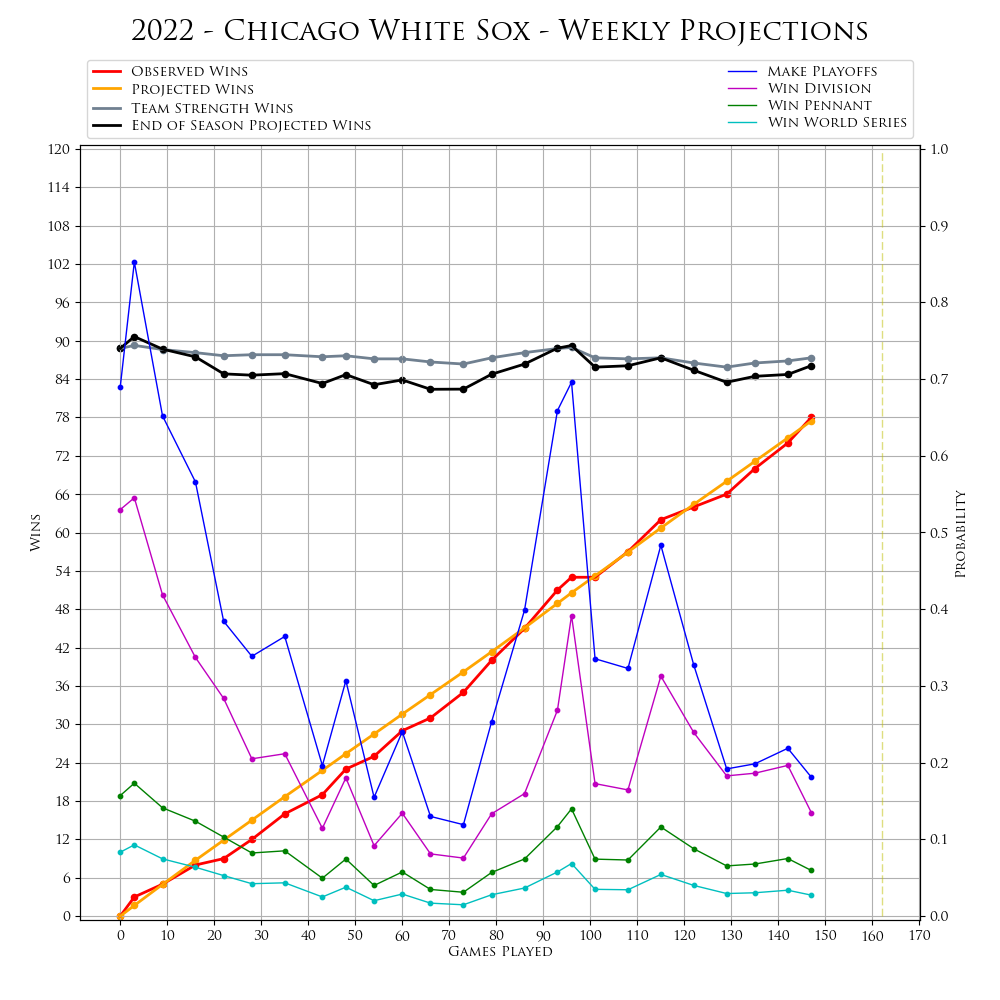 2022 - Chicago White Sox - Weekly Projections
Observed Wins
Projected Wins
Team Strength Wins
End of Season Projected Wins
Make Playoffs
Win Division
Win Pennant
Win World Series
120
114
108
102
96
90
84
78
72
66
60
54
48
42
36
30
24
18
12
6
0
Wins
1.0
0.9
0.8
0.7
0.6
0.5
0.4
0.3
0.2
0.1
0.0
Probability
0 10 20 30 40 50 60 70 80 90 100 110 120 130 140 150 160 170
Games Played